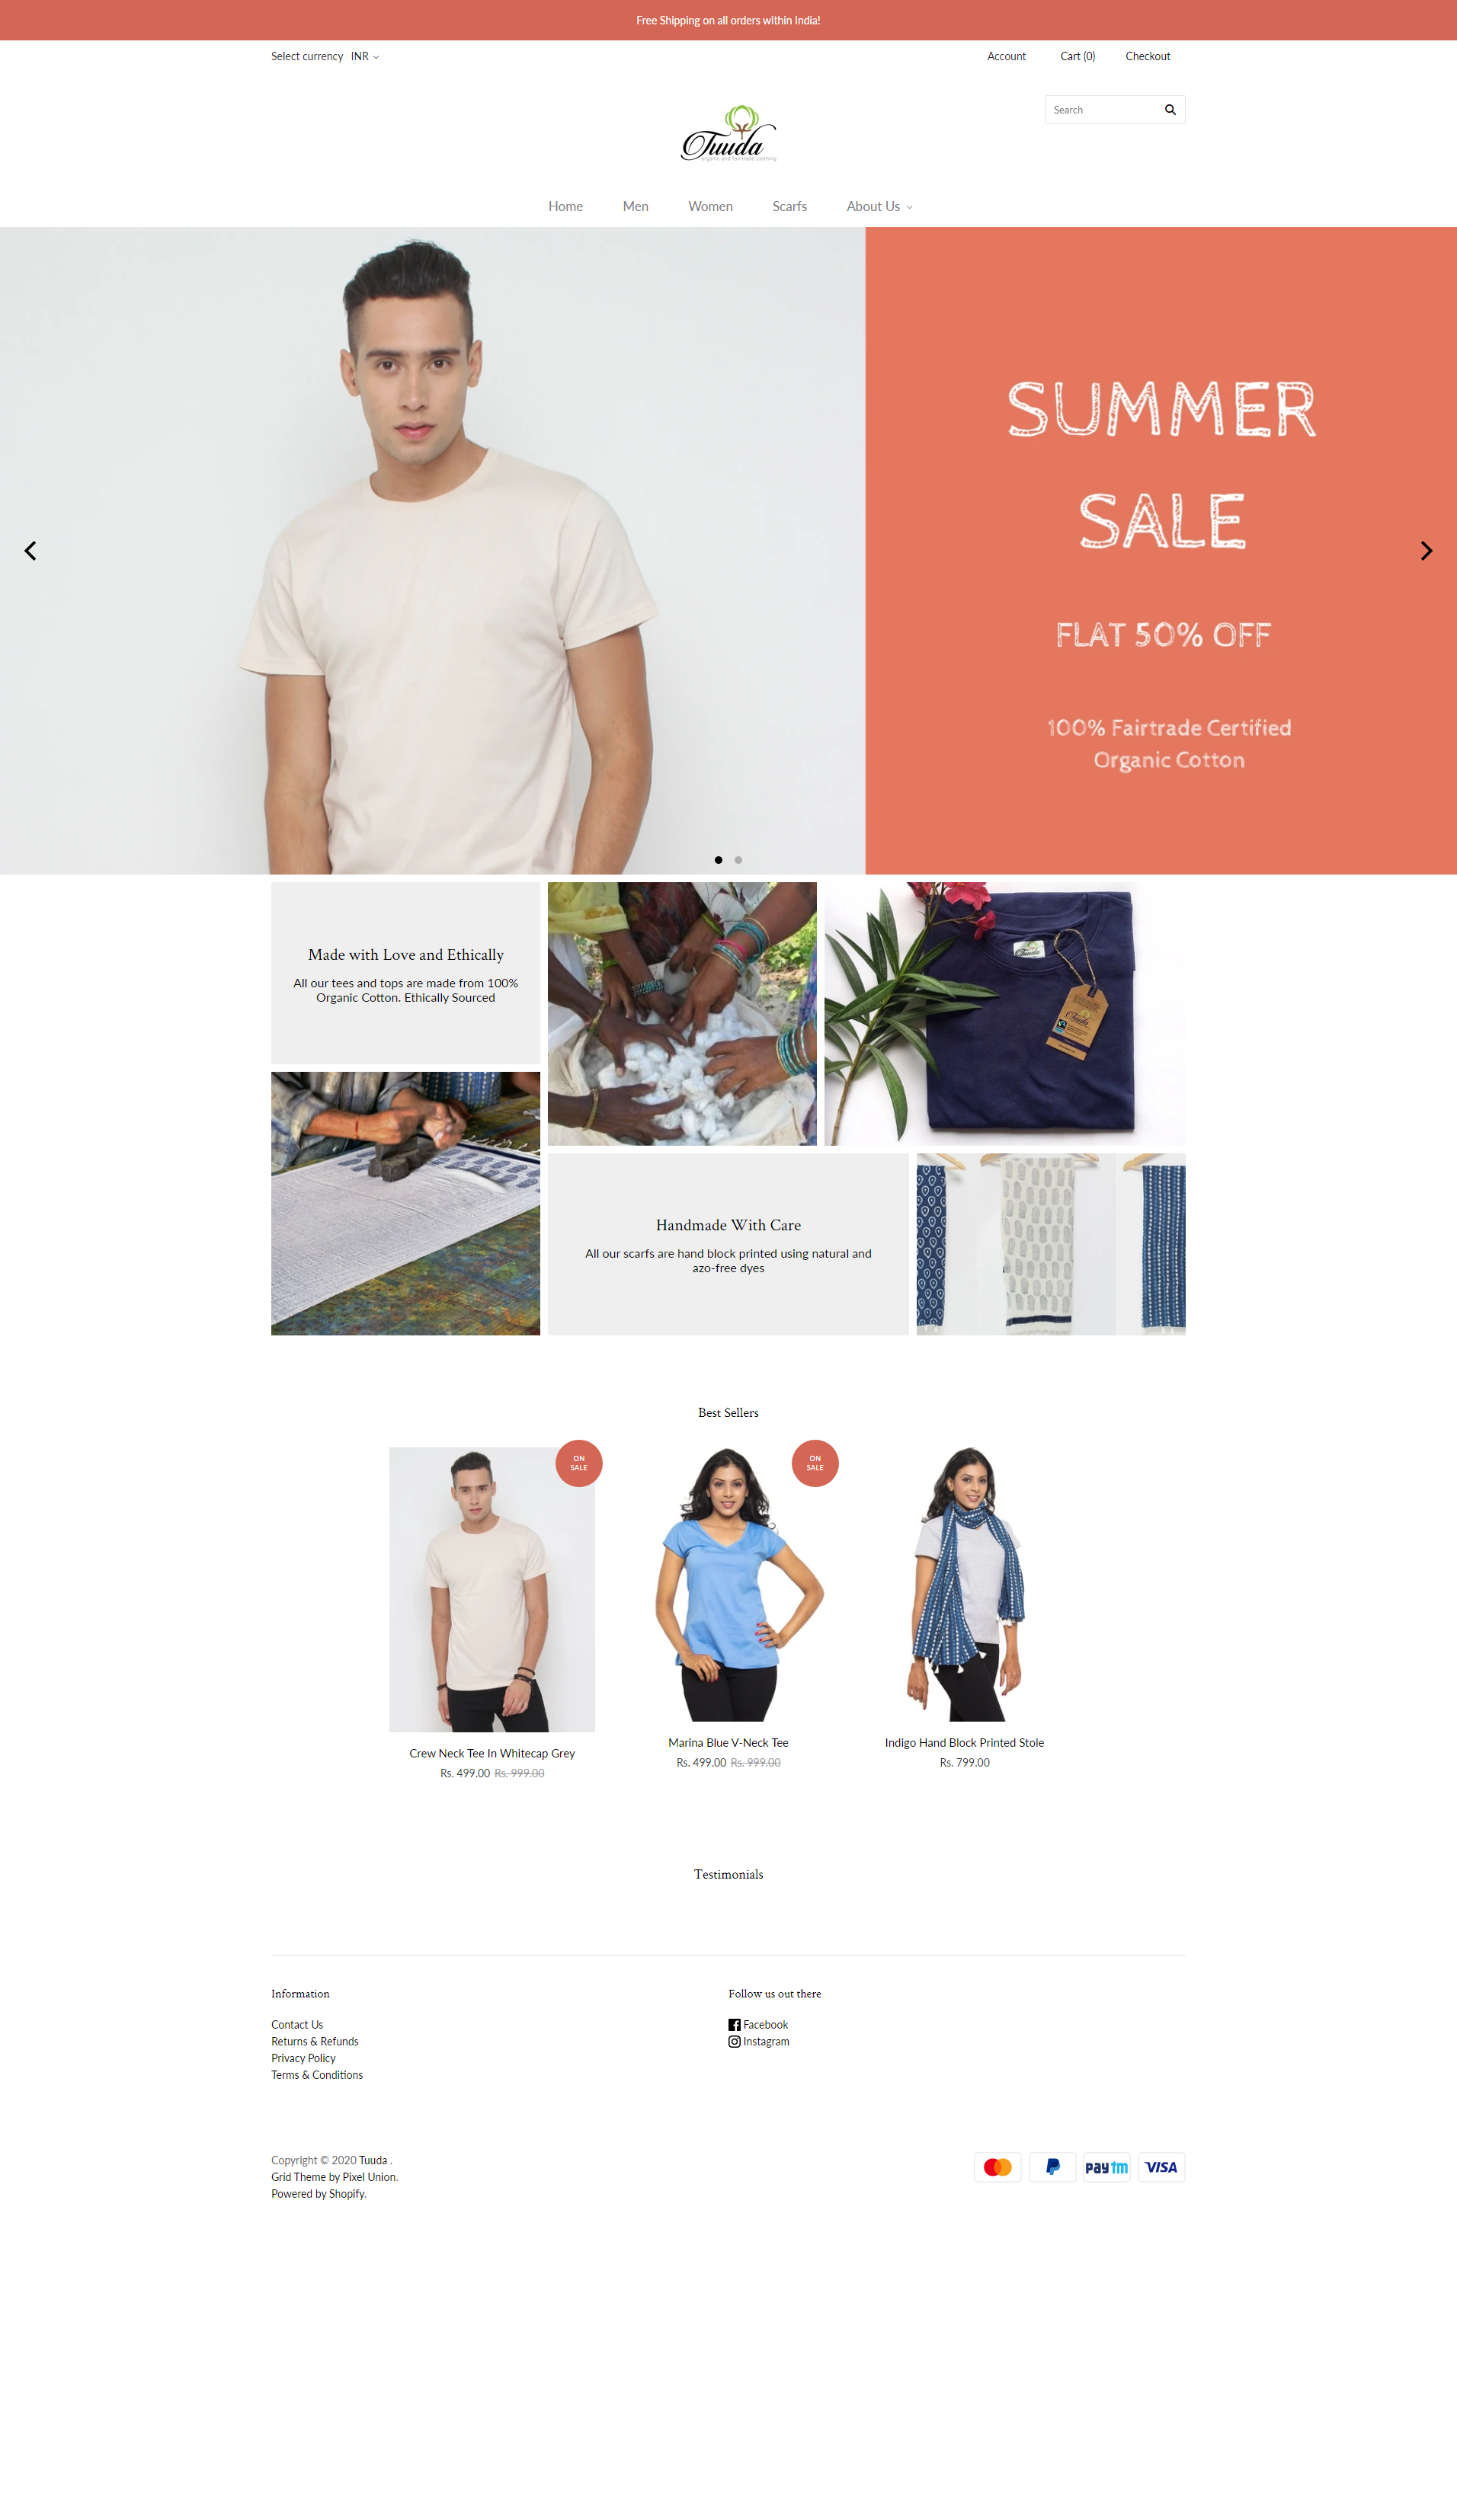 Free Shipping on all orders within India!
Select currency INR
Account
Cart (0)
Checkout
Search
Tuuda
organic and fair trade clothing
Home
Men
Women
Scarfs
About Us
SUMMER
SALE
FLAT 50% OFF
100% Fairtrade Certified
Organic Cotton
Made with Love and Ethically
All our tees and tops are made from 100%
Organic Cotton. Ethically Sourced
Tuuda
Handmade With Care
All our scarfs are hand block printed using natural and
azo-free dyes
Best Sellers
ON
SALE
ON
SALE
Crew Neck Tee In Whitecap Grey
Rs. 499.00 Rs. 999.00
Marina Blue V-Neck Tee
Rs. 499.00 Rs. 999.00
Indigo Hand Block Printed Stole
Rs. 799.00
Testimonials
Information
Contact Us
Returns & Refunds
Privacy Policy
Terms & Conditions
Follow us out there
Facebook
Instagram
Copyright © 2020 Tuuda .
Grid Theme by Pixel Union.
Powered by Shopify.
paytm
VISA